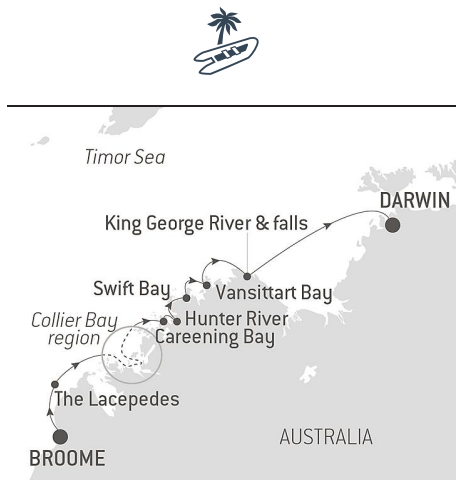 Timor Sea
DARWIN
King George River & falls
Swift Bay
Vansittart Bay
Collier Bay
region
Hunter River
Careening Bay
The Lacepedes
AUSTRALIA
BROOME